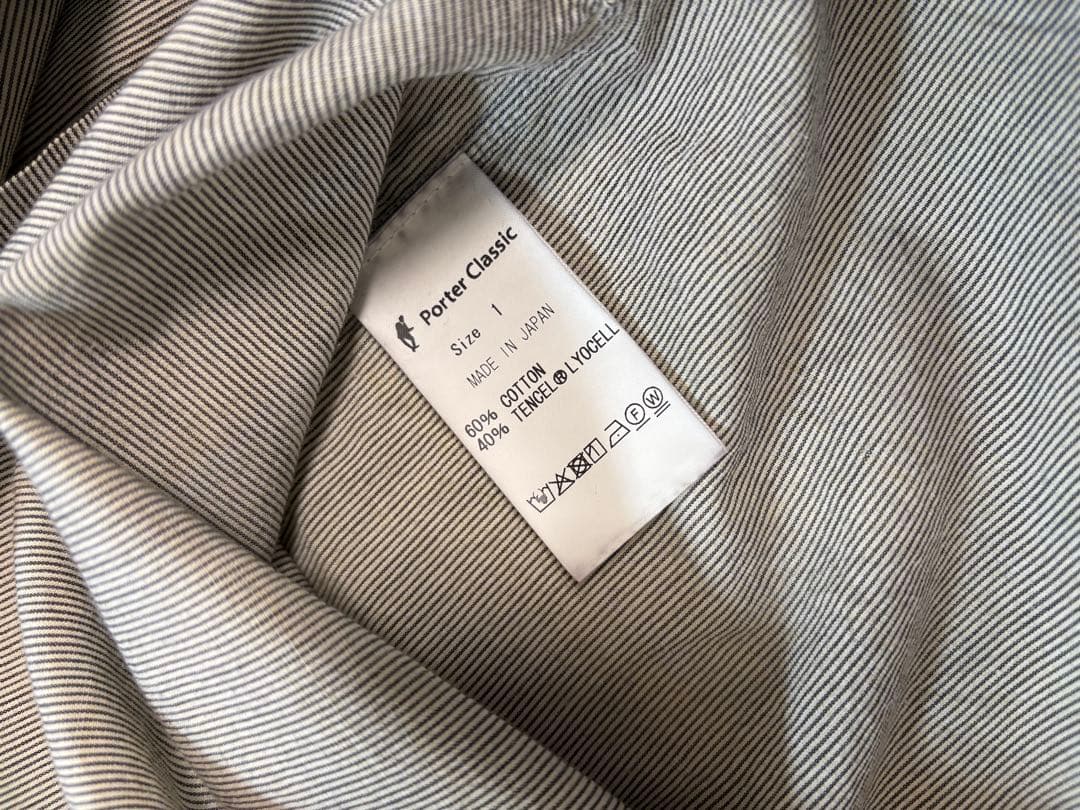 Porter Classic
Size 1
MADE IN JAPAN
60% COTTON
40% TENCEL® LYOCELL
F W